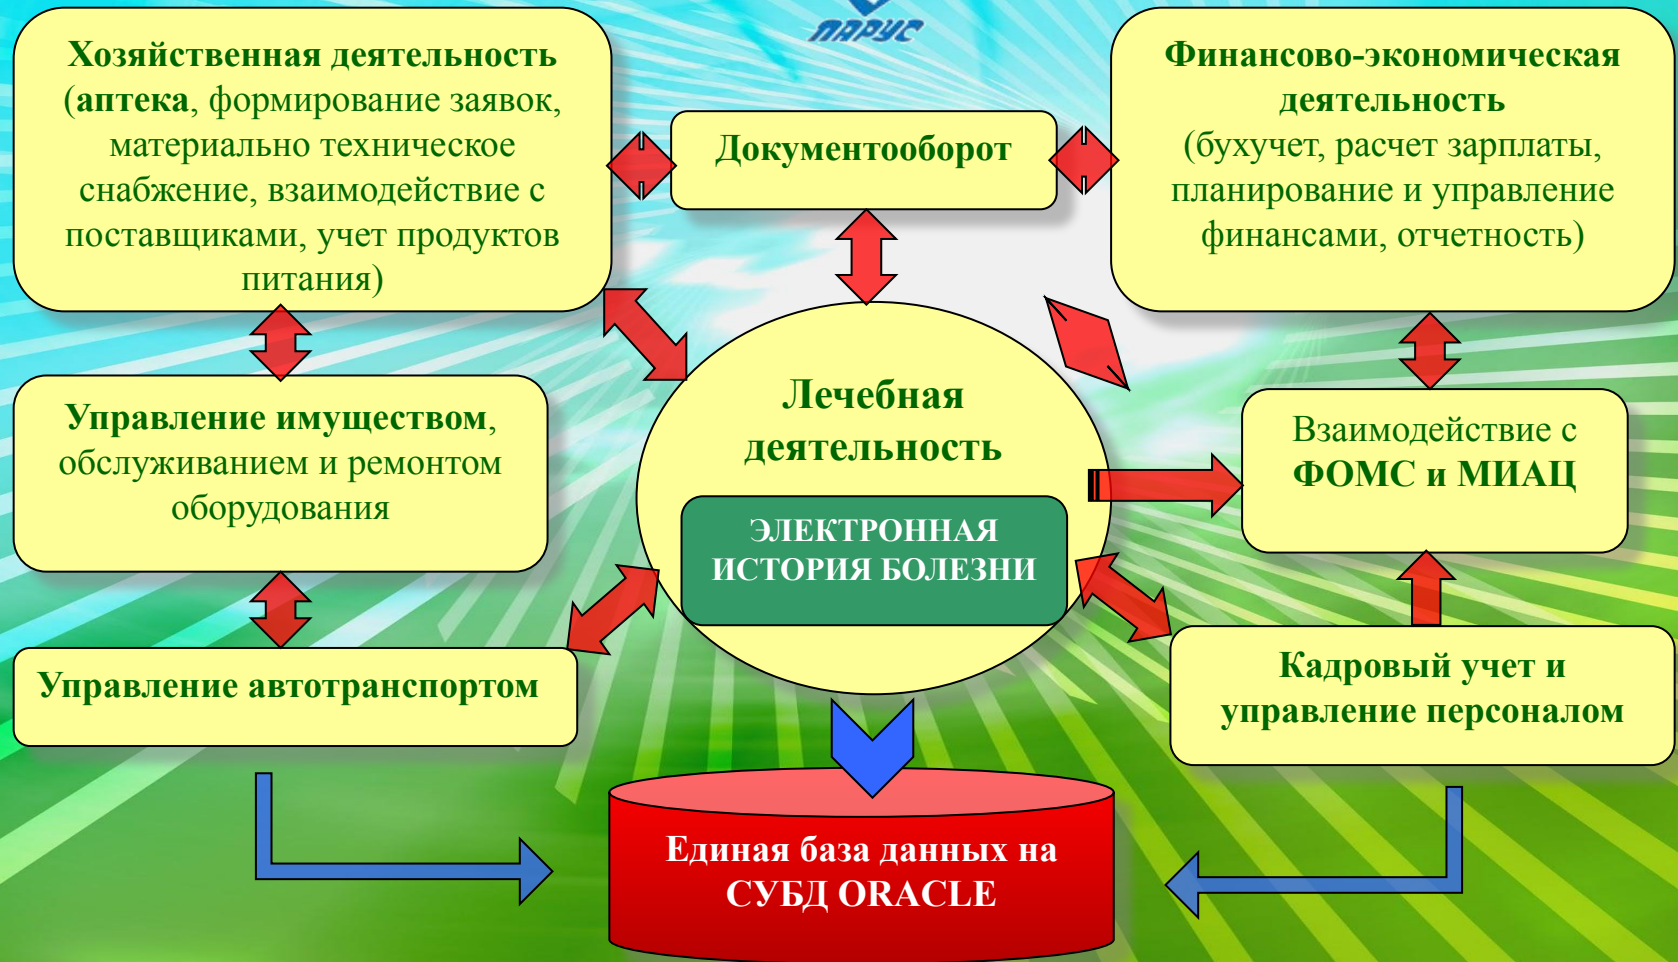 ПАРУС
Хозяйственная деятельность
(аптека, формирование заявок,
материально техническое
снабжение, взаимодействие с
поставщиками, учет продуктов
питания)
Документооборот
Финансово-экономическая
деятельность
(бухучет, расчет зарплаты,
планирование и управление
финансами, отчетность)
Управление имуществом,
обслуживанием и ремонтом
оборудования
Лечебная
деятельность
ЭЛЕКТРОННАЯ
ИСТОРИЯ БОЛЕЗНИ
Взаимодействие с
ФОМС и МИАЦ
Управление автотранспортом
Кадровый учет и
управление персоналом
Единая база данных на
СУБД ORACLE